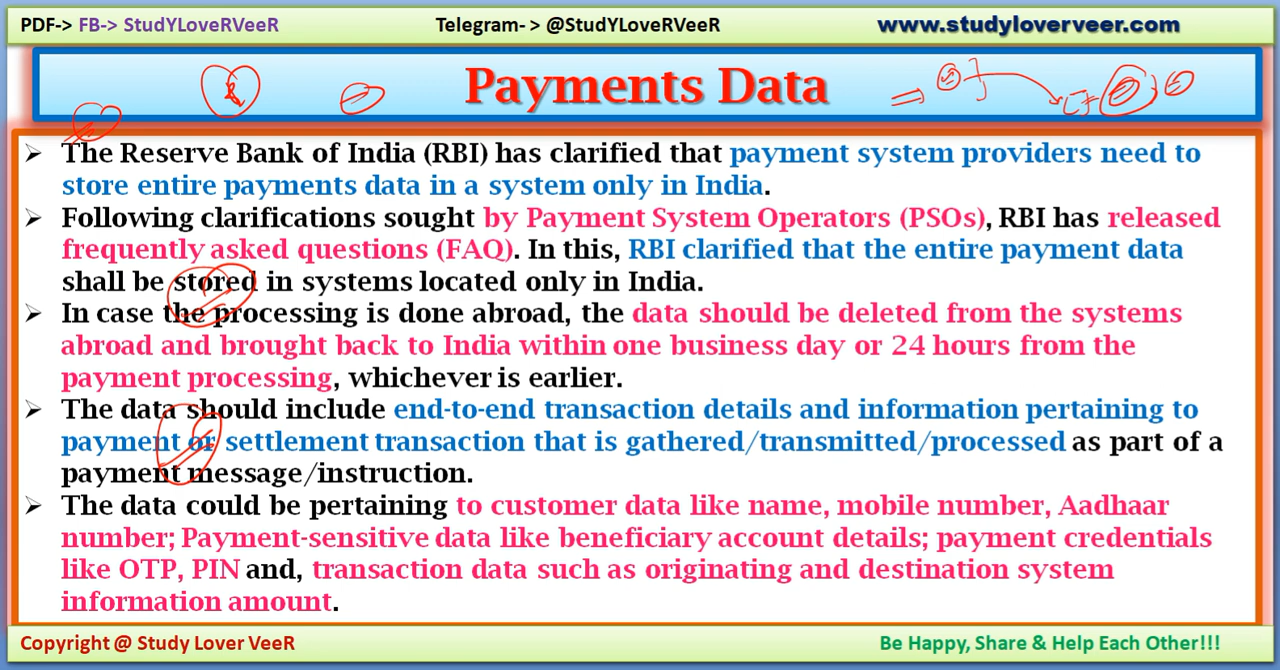 PDF-> FB-> StudYLoveRVeeR Telegram- > @StudYLoveRVeeR www.studyloverveer.com
Payments Data
➢ The Reserve Bank of India (RBI) has clarified that payment system providers need to
store entire payments data in a system only in India.
➢ Following clarifications sought by Payment System Operators (PSOs), RBI has released
frequently asked questions (FAQ). In this, RBI clarified that the entire payment data
shall be stored in systems located only in India.
➢ In case the processing is done abroad, the data should be deleted from the systems
abroad and brought back to India within one business day or 24 hours from the
payment processing, whichever is earlier.
➢ The data should include end-to-end transaction details and information pertaining to
payment or settlement transaction that is gathered/transmitted/processed as part of a
payment message/instruction.
➢ The data could be pertaining to customer data like name, mobile number, Aadhaar
number; Payment-sensitive data like beneficiary account details; payment credentials
like OTP, PIN and, transaction data such as originating and destination system
information amount.
Copyright @ Study Lover VeeR Be Happy, Share & Help Each Other!!!